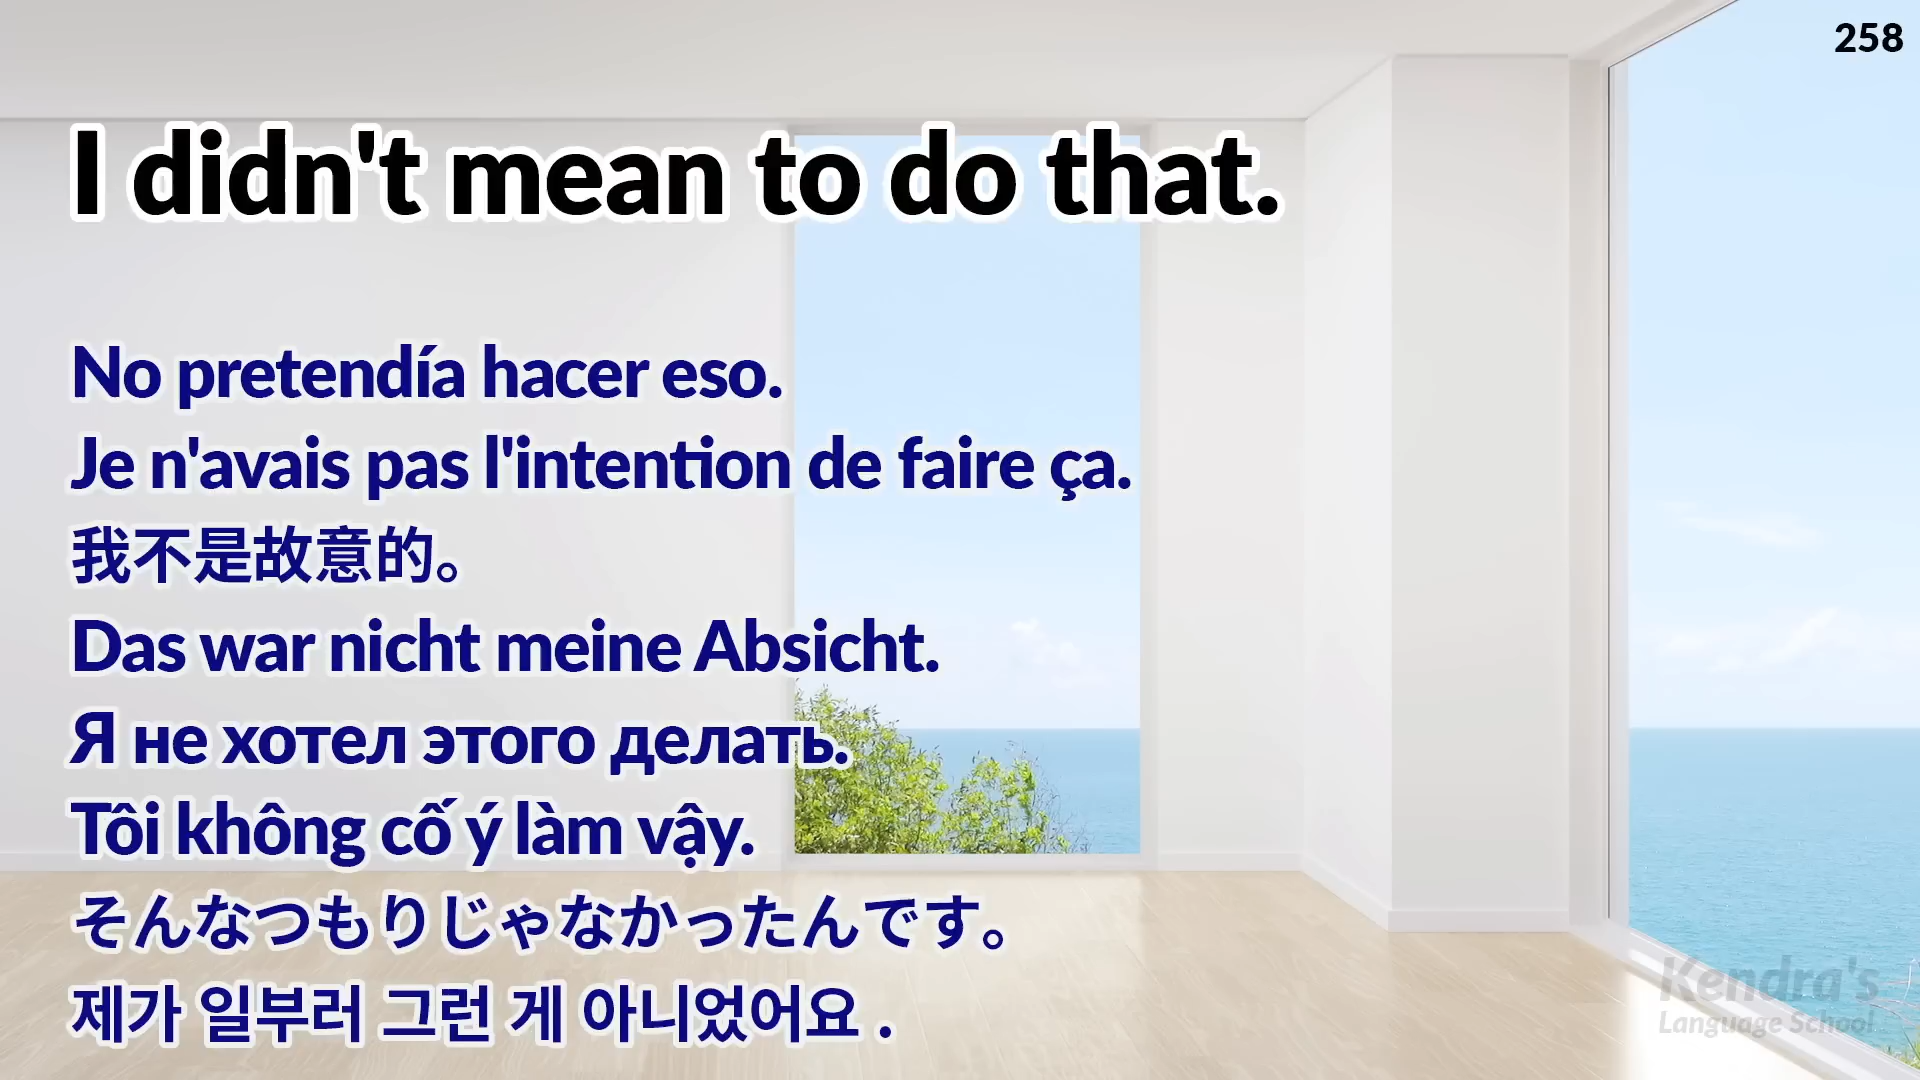 258
I didn't mean to do that.
No pretendía hacer eso.
Je n'avais pas l'intention de faire ça.
我不是故意的。
Das war nicht meine Absicht.
Я не хотел этого делать.
Tôi không cố ý làm vậy.
そんなつもりじゃなかったんです。
제가 일부러 그런 게 아니었어요 .
Kendra's
Language School